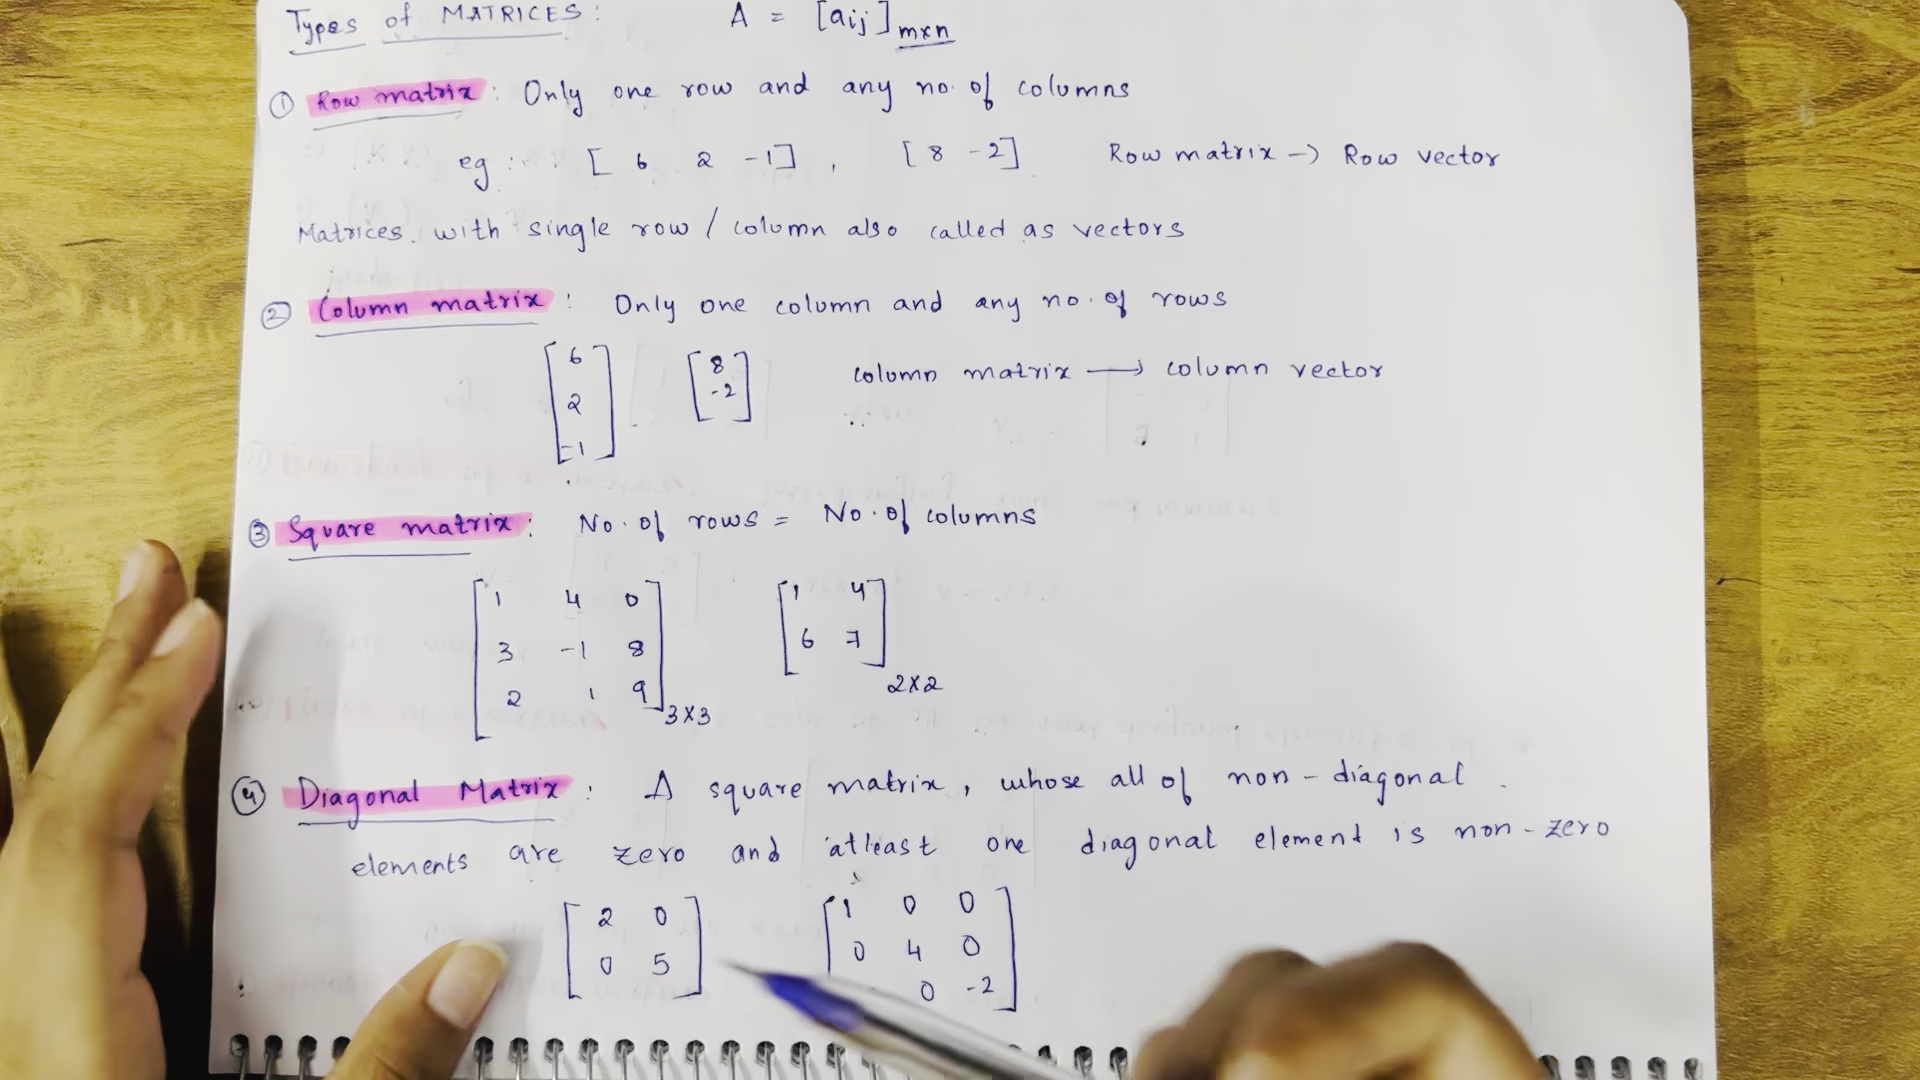 Types of MATRICES: A = [aij]mxn
① Row matrix: Only one row and any no. of columns
eg: [ 6 2 -1 ] , [ 8 -2 ] Row matrix -> Row vector
Matrices with single row / column also called as vectors
② Column matrix: Only one column and any no. of rows
6
2
-1
8
-2
column matrix → column vector
③ Square matrix: No. of rows = No. of columns
1 4 0
3 -1 8
2 1 9
3x3
1 4
6 7
2x2
④ Diagonal Matrix: A square matrix, whose all of non-diagonal
elements are zero and atleast one diagonal element is non-zero
2 0
0 5
1 0 0
0 4 0
0 -2